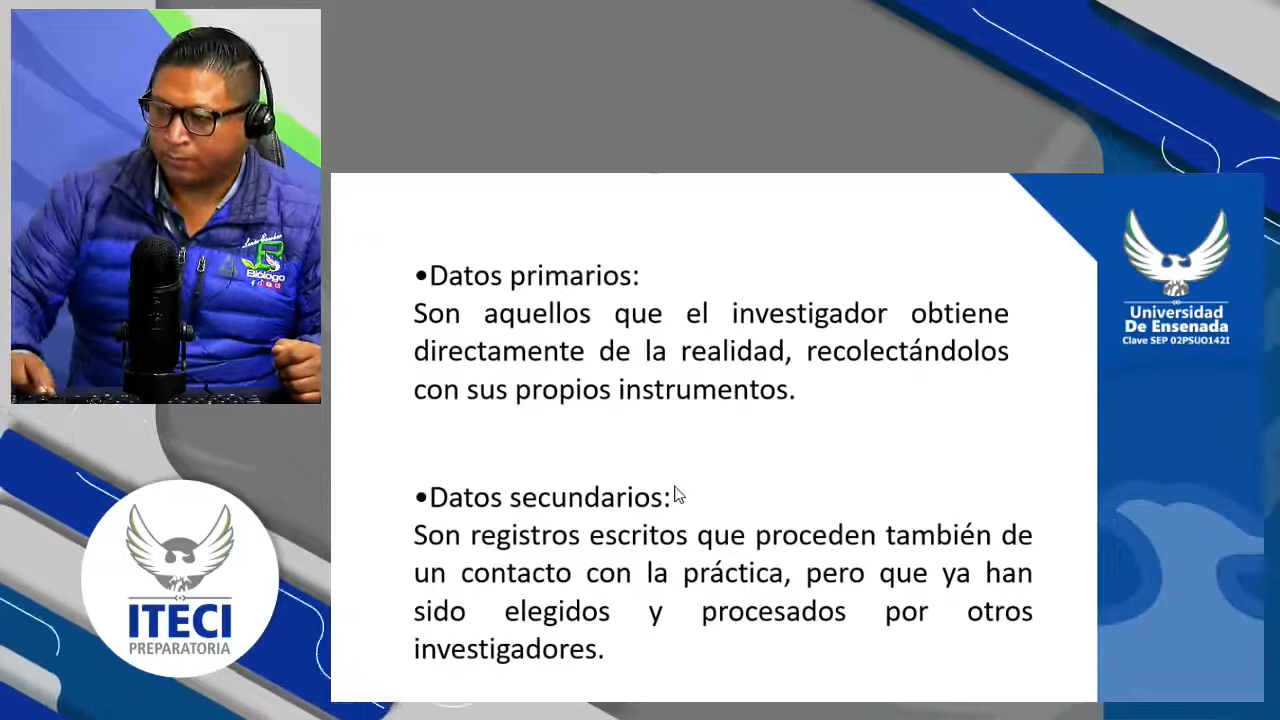 Biólogo
•Datos primarios:
Son aquellos que el investigador obtiene
directamente de la realidad, recolectándolos
con sus propios instrumentos.
•Datos secundarios:
Son registros escritos que proceden también de
un contacto con la práctica, pero que ya han
sido elegidos y procesados por otros
investigadores.
Universidad
De Ensenada
Clave SEP 02PSU0142I
ITECI
PREPARATORIA